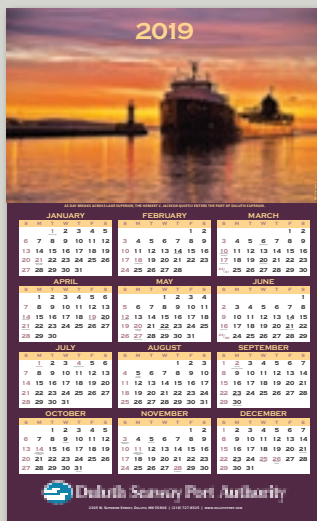 2019
AS DAY BREAKS ACROSS LAKE SUPERIOR, THE HERBERT C. JACKSON QUIETLY ENTERS THE PORT OF DULUTH-SUPERIOR.
JANUARY
S M T W T F S
1 2 3 4 5
6 7 8 9 10 11 12
13 14 15 16 17 18 19
20 21 22 23 24 25 26
27 28 29 30 31
FEBRUARY
S M T W T F S
1 2
3 4 5 6 7 8 9
10 11 12 13 14 15 16
17 18 19 20 21 22 23
24 25 26 27 28
MARCH
S M T W T F S
1 2
3 4 5 6 7 8 9
10 11 12 13 14 15 16
17 18 19 20 21 22 23
25 26 27 28 29 30
APRIL
S M T W T F S
1 2 3 4 5 6
7 8 9 10 11 12 13
14 15 16 17 18 19 20
21 22 23 24 25 26 27
28 29 30
MAY
S M T W T F S
1 2 3 4
5 6 7 8 9 10 11
12 13 14 15 16 17 18
19 20 21 22 23 24 25
26 27 28 29 30 31
JUNE
S M T W T F S
1
2 3 4 5 6 7 8
9 10 11 12 13 14 15
16 17 18 19 20 21 22
24 25 26 27 28 29
JULY
S M T W T F S
1 2 3 4 5 6
7 8 9 10 11 12 13
14 15 16 17 18 19 20
21 22 23 24 25 26 27
28 29 30 31
AUGUST
S M T W T F S
1 2 3
4 5 6 7 8 9 10
11 12 13 14 15 16 17
18 19 20 21 22 23 24
25 26 27 28 29 30 31
SEPTEMBER
S M T W T F S
1 2 3 4 5 6 7
8 9 10 11 12 13 14
15 16 17 18 19 20 21
22 23 24 25 26 27 28
29 30
OCTOBER
S M T W T F S
1 2 3 4 5
6 7 8 9 10 11 12
13 14 15 16 17 18 19
20 21 22 23 24 25 26
27 28 29 30 31
NOVEMBER
S M T W T F S
1 2
3 4 5 6 7 8 9
10 11 12 13 14 15 16
17 18 19 20 21 22 23
24 25 26 27 28 29 30
DECEMBER
S M T W T F S
1 2 3 4 5 6 7
8 9 10 11 12 13 14
15 16 17 18 19 20 21
22 23 24 25 26 27 28
29 30 31
Duluth Seaway Port Authority